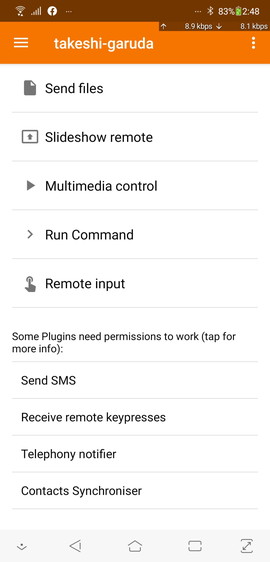 83% 2:48
8.9 kbps 8.1 kbps
takeshi-garuda
Send files
Slideshow remote
Multimedia control
Run Command
Remote input
Some Plugins need permissions to work (tap for
more info):
Send SMS
Receive remote keypresses
Telephony notifier
Contacts Synchroniser